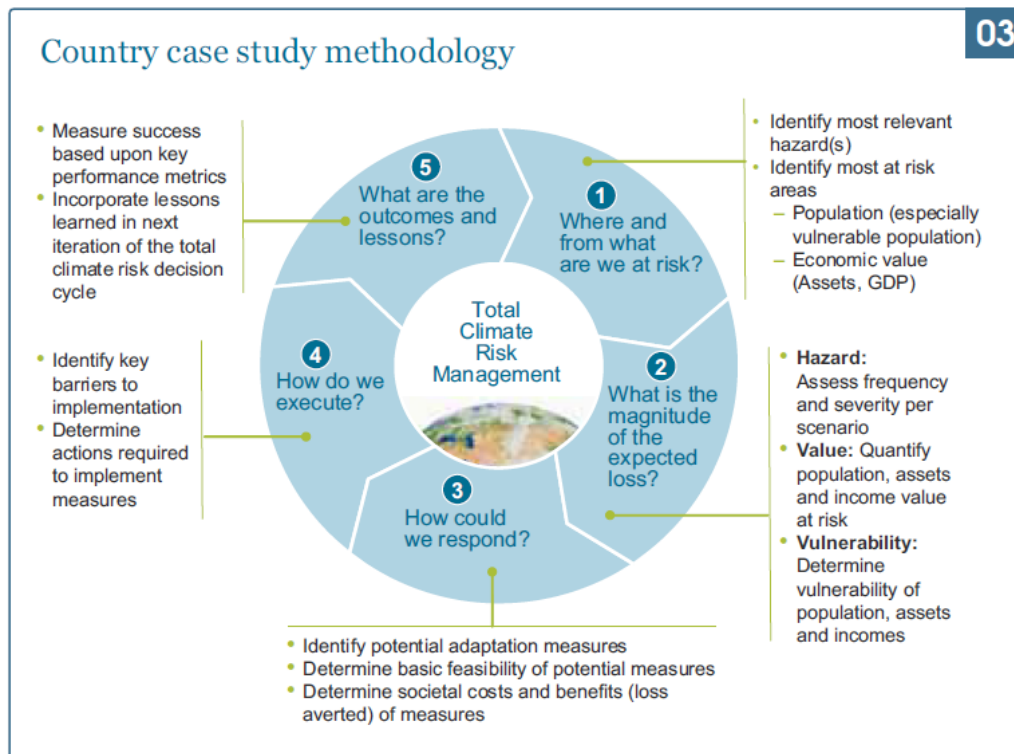 03
Country case study methodology
• Measure success
based upon key
performance metrics
• Incorporate lessons
learned in next
iteration of the total
climate risk decision
cycle
5
What are the
outcomes and
lessons?
1
Where and
from what
are we at risk?
• Identify most relevant
hazard(s)
• Identify most at risk
areas
– Population (especially
vulnerable population)
– Economic value
(Assets, GDP)
Total
Climate
Risk
Management
• Identify key
barriers to
implementation
• Determine
actions required
to implement
measures
4
How do we
execute?
2
What is the
magnitude
of the
expected
loss?
• Hazard:
Assess frequency
and severity per
scenario
• Value: Quantify
population, assets
and income value
at risk
• Vulnerability:
Determine
vulnerability of
population, assets
and incomes
3
How could
we respond?
• Identify potential adaptation measures
• Determine basic feasibility of potential measures
• Determine societal costs and benefits (loss
averted) of measures